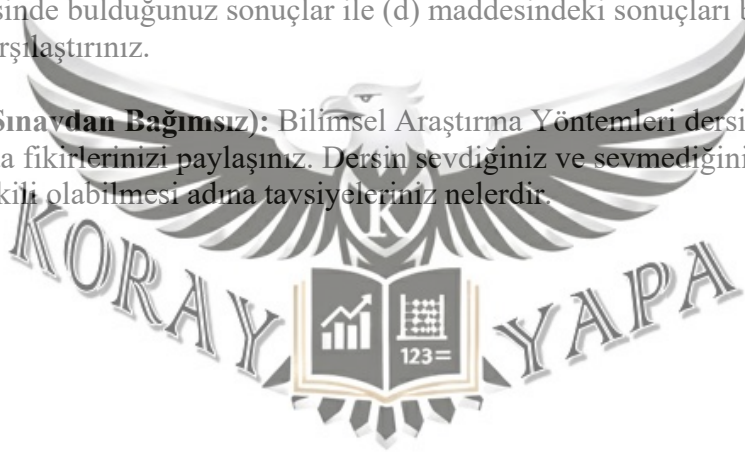 sinde bulduğunuz sonuçlar ile (d) maddesindeki sonuçları b
rşılaştırınız.
Sınavdan Bağımsız): Bilimsel Araştırma Yöntemleri dersi
a fikirlerinizi paylaşınız. Dersin sevdiğiniz ve sevmediğini
kili olabilmesi adına tavsiyeleriniz nelerdir.
K
KORAY YAPA
123=